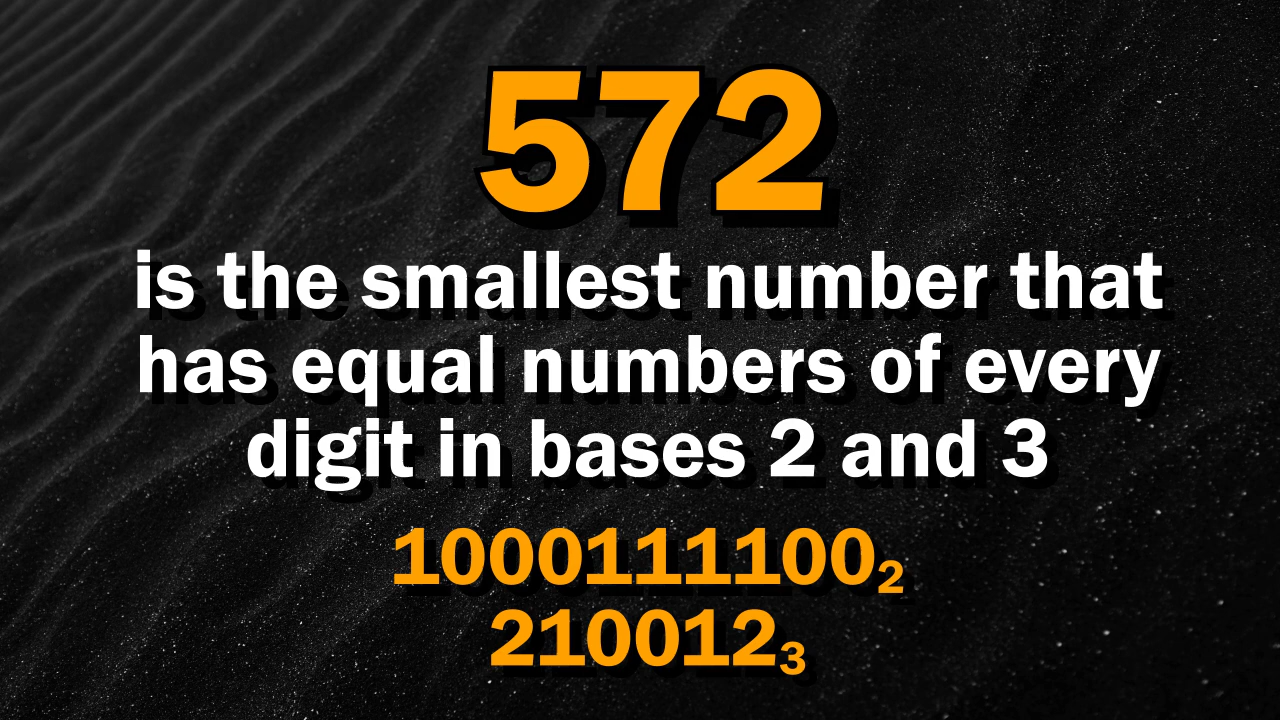 572
is the smallest number that
has equal numbers of every
digit in bases 2 and 3
1000111100₂
210012₃